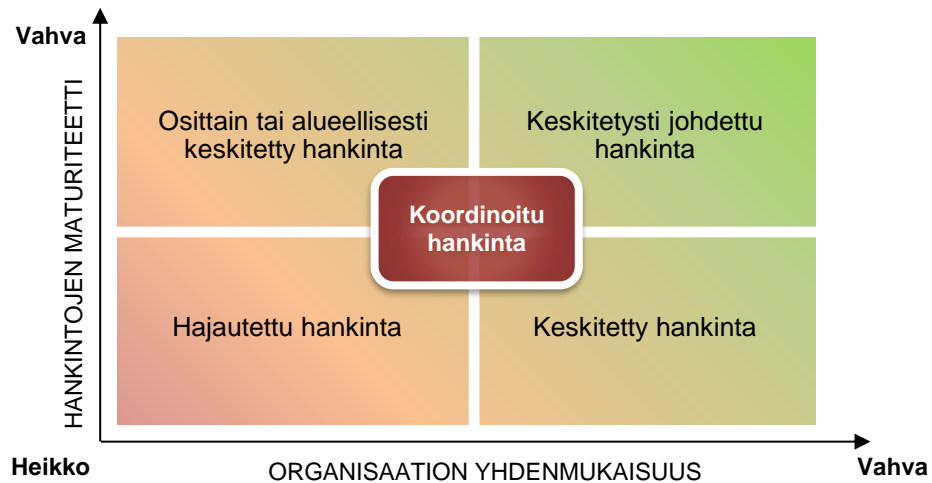 Vahva
HANKINTOJEN MATURITEETTI
Osittain tai alueellisesti
keskitetty hankinta
Keskitetysti johdettu
hankinta
Koordinoitu
hankinta
Hajautettu hankinta
Keskitetty hankinta
Heikko
ORGANISAATION YHDENMUKAISUUS
Vahva